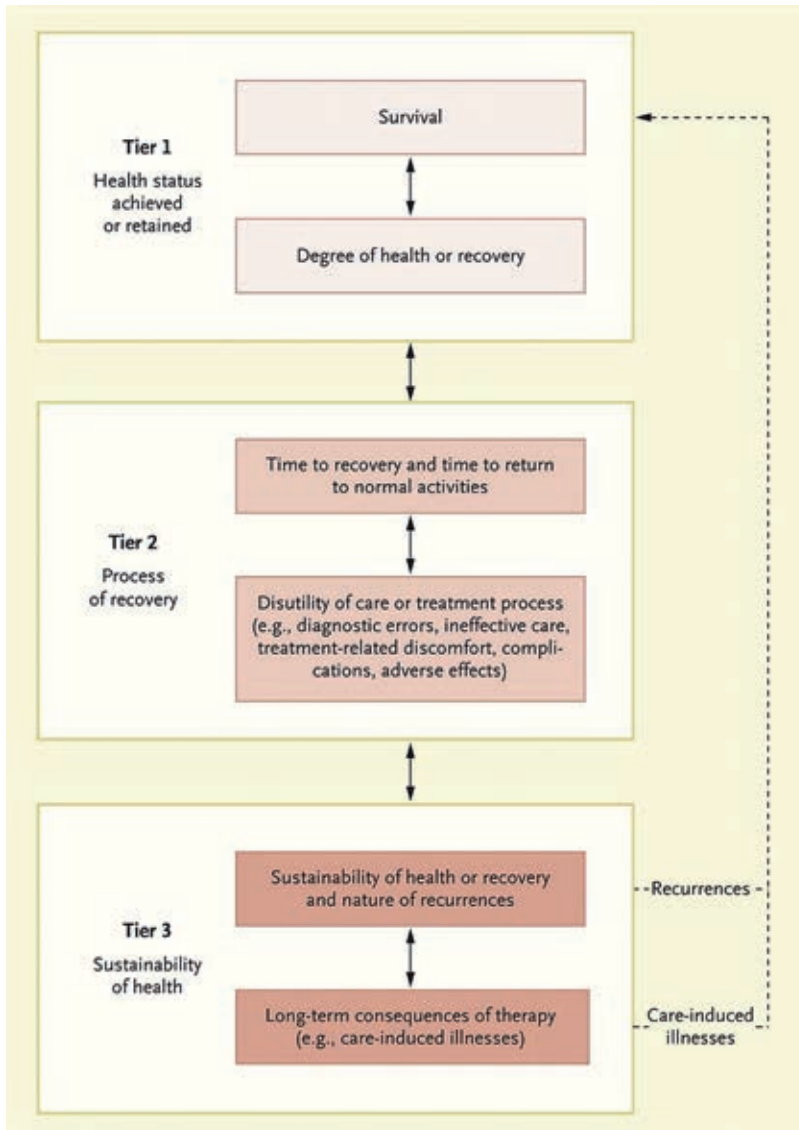 Survival
Tier 1
Health status
achieved
or retained
Degree of health or recovery
Time to recovery and time to return
to normal activities
Tier 2
Process
of recovery
Disutility of care or treatment process
(e.g., diagnostic errors, ineffective care,
treatment-related discomfort, compli-
cations, adverse effects)
Sustainability of health or recovery
and nature of recurrences
Recurrences
Tier 3
Sustainability
of health
Long-term consequences of therapy
(e.g., care-induced illnesses)
Care-induced
illnesses